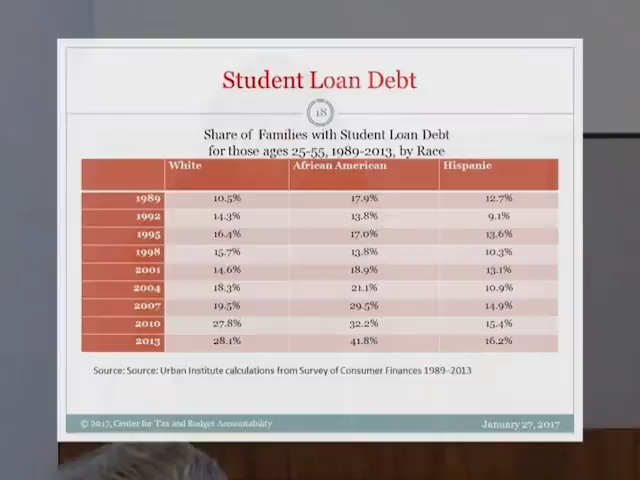 Student Loan Debt
18
Share of Families with Student Loan Debt
for those ages 25-55, 1989-2013, by Race
White African American Hispanic
1989 10.5% 17.9% 12.7%
1992 14.3% 13.8% 9.1%
1995 16.4% 17.0% 13.6%
1998 15.7% 13.8% 10.3%
2001 14.6% 18.9% 13.1%
2004 18.3% 21.1% 10.9%
2007 19.5% 29.5% 14.9%
2010 27.8% 32.2% 15.4%
2013 28.1% 41.8% 16.2%
Source: Source: Urban Institute calculations from Survey of Consumer Finances 1989–2013
© 2017, Center for Tax and Budget Accountability January 27, 2017